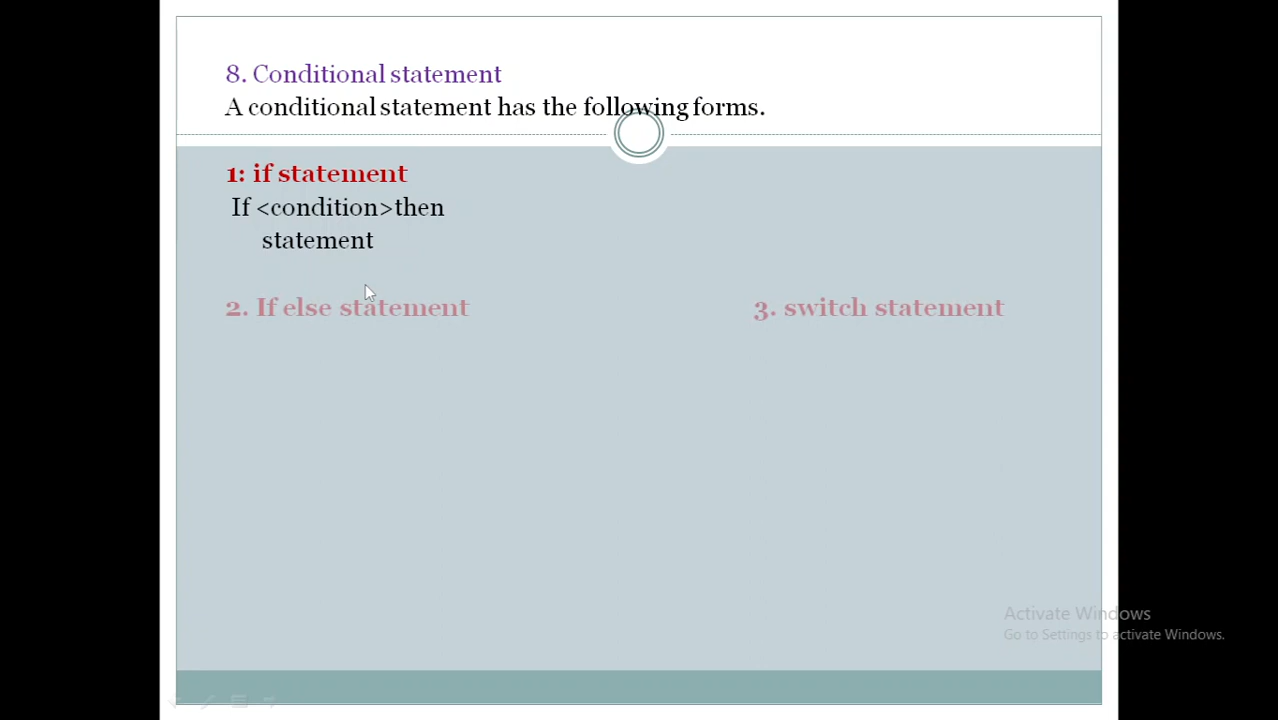 8. Conditional statement
A conditional statement has the following forms.
1: if statement
If <condition>then
statement
2. If else statement
3. switch statement
Activate Windows
Go to Settings to activate Windows.